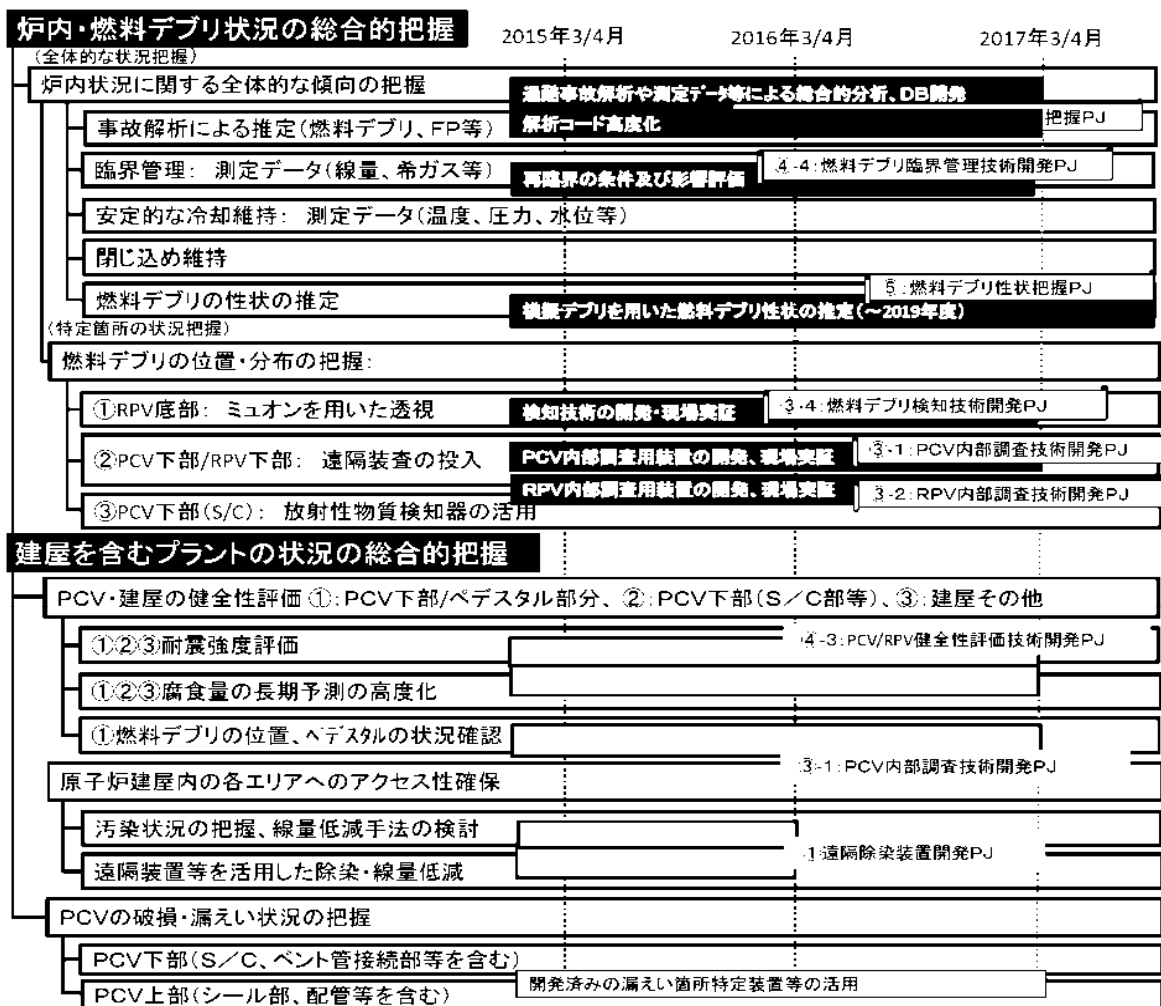 炉内・燃料デブリ状況の総合的把握
2015年3/4月
2016年3/4月
2017年3/4月
(全体的な状況把握)
炉内状況に関する全体的な傾向の把握
過酷事故解析や測定データ等による総合的分析、DB開発
事故解析による推定(燃料デブリ、FP等)
解析コード高度化
把握PJ
臨界管理: 測定データ(線量、希ガス等)
再臨界の条件及び影響評価
④-4:燃料デブリ臨界管理技術開発PJ
安定的な冷却維持: 測定データ(温度、圧力、水位等)
閉じ込め維持
燃料デブリの性状の推定
⑤:燃料デブリ性状把握PJ
模擬デブリを用いた燃料デブリ性状の推定(～2019年度)
(特定箇所の状況把握)
燃料デブリの位置・分布の把握:
①RPV底部: ミュオンを用いた透視
検知技術の開発・現場実証
③-4:燃料デブリ検知技術開発PJ
②PCV下部/RPV下部: 遠隔装査の投入
PCV内部調査用装置の開発、現場実証
③-1:PCV内部調査技術開発PJ
RPV内部調査用装置の開発、現場実証
③-2:RPV内部調査技術開発PJ
③PCV下部(S/C): 放射性物質検知器の活用
建屋を含むプラントの状況の総合的把握
PCV・建屋の健全性評価 ①:PCV下部/ペデスタル部分、②:PCV下部(S/C部等)、③:建屋その他
①②③耐震強度評価
④-3:PCV/RPV健全性評価技術開発PJ
①②③腐食量の長期予測の高度化
①燃料デブリの位置、ペデスタルの状況確認
③-1:PCV内部調査技術開発PJ
原子炉建屋内の各エリアへのアクセス性確保
汚染状況の把握、線量低減手法の検討
-1:遠隔除染装置開発PJ
遠隔装置等を活用した除染・線量低減
PCVの破損・漏えい状況の把握
PCV下部(S/C、ベント管接続部等を含む)
開発済みの漏えい箇所特定装置等の活用
PCV上部(シール部、配管等を含む)